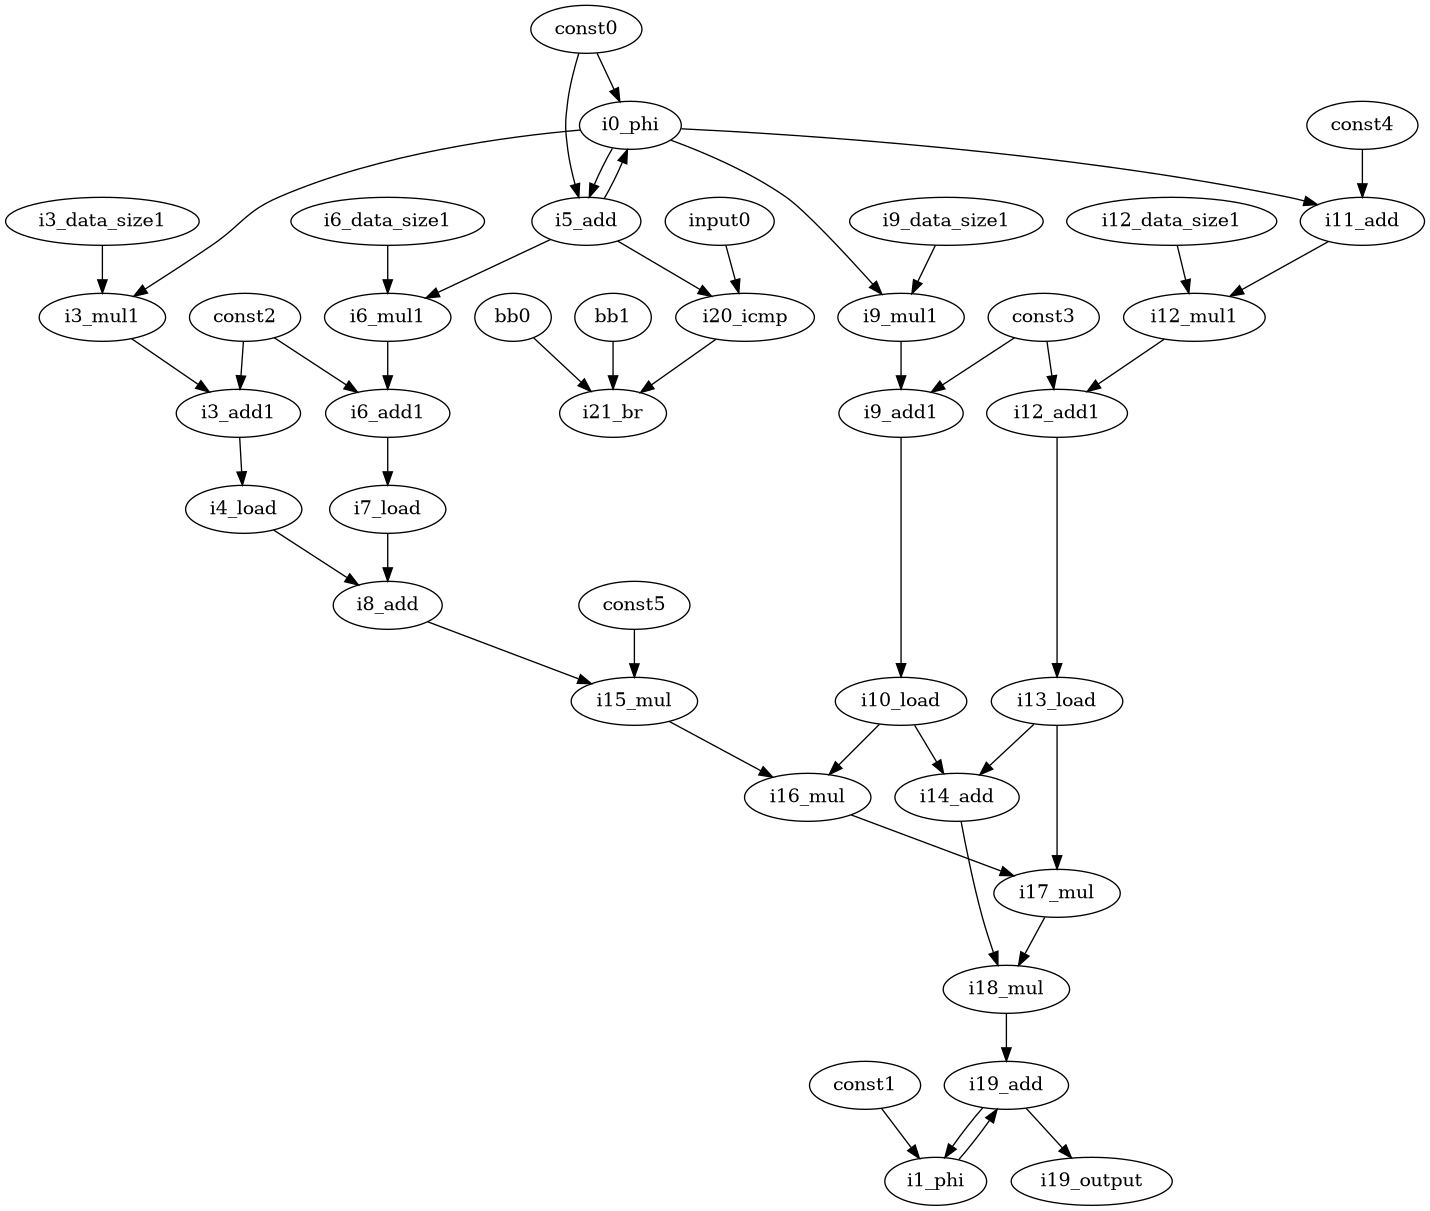 const0
i0_phi
const4
i3_data_size1
i6_data_size1
i5_add
input0
i9_data_size1
i12_data_size1
i11_add
i3_mul1
const2
i6_mul1
bb0
bb1
i20_icmp
i9_mul1
const3
i12_mul1
i3_add1
i6_add1
i21_br
i9_add1
i12_add1
i4_load
i7_load
i8_add
const5
i15_mul
i10_load
i13_load
i16_mul
i14_add
i17_mul
i18_mul
const1
i19_add
i1_phi
i19_output